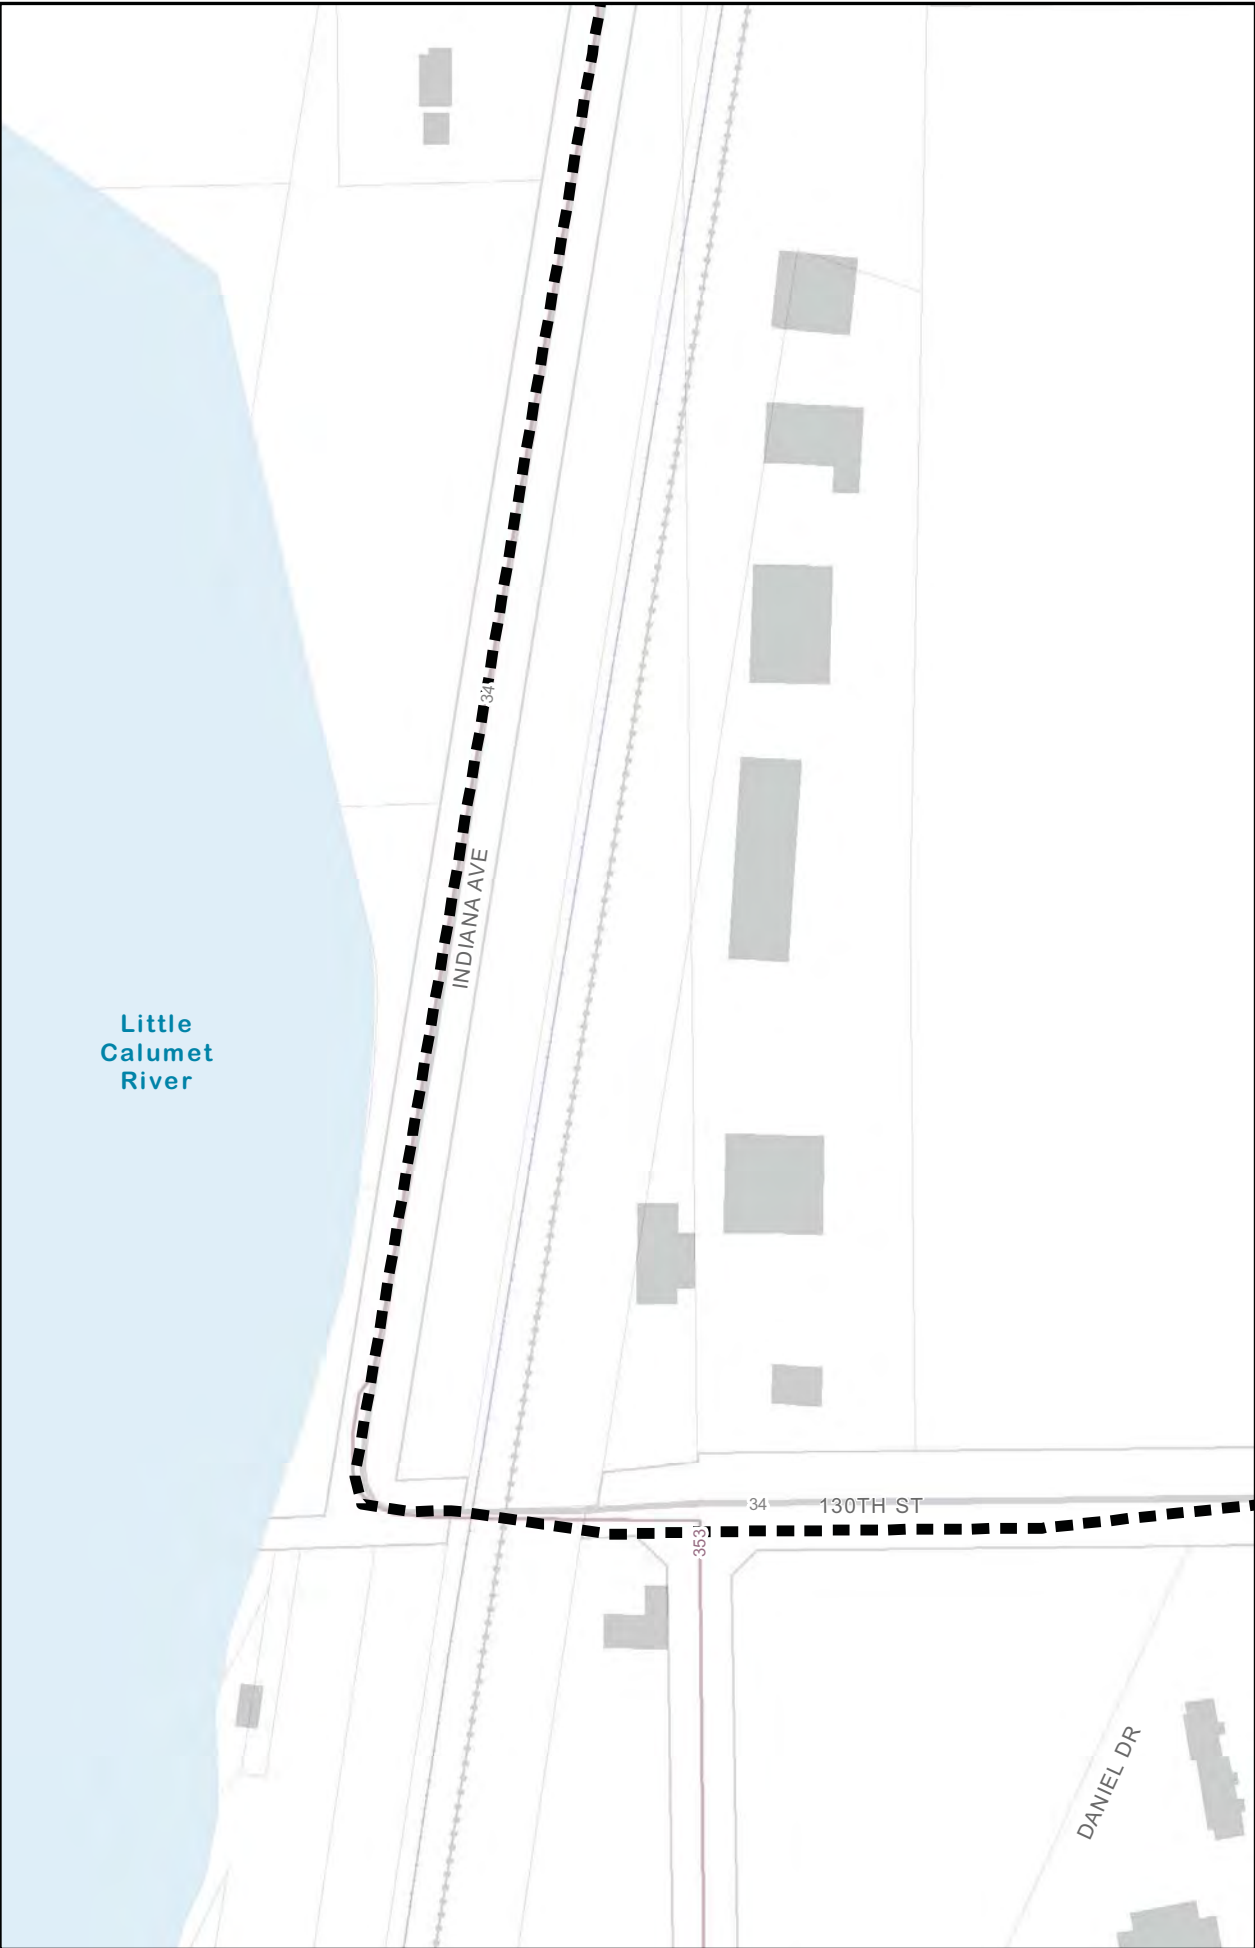 34
INDIANA AVE
Little
Calumet
River
34
130TH ST
353
DANIEL DR